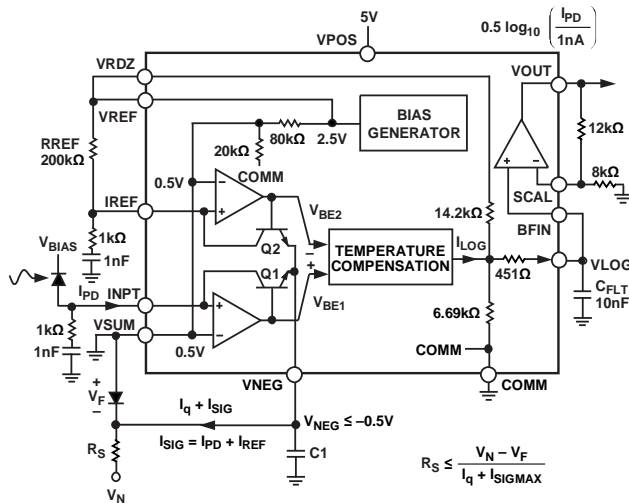 5V
0.5 log10 (IPD / 1nA)
VPOS
VRDZ
VOUT
VREF
BIAS
GENERATOR
80kΩ
2.5V
20kΩ
COMM
RREF
200kΩ
12kΩ
8kΩ
0.5V
SCAL
IREF
VBE2
14.2kΩ
BFIN
1kΩ
1nF
Q2
VBIAS
TEMPERATURE
COMPENSATION
ILOG
451Ω
VLOG
Q1
IPD
INPT
VBE1
CFLT
10nF
1kΩ
1nF
VSUM
6.69kΩ
0.5V
COMM
VNEG
COMM
VF
Iq + ISIG
VNEG ≤ –0.5V
ISIG = IPD + IREF
RS
C1
VN
RS ≤ VN – VF / Iq + ISIGMAX